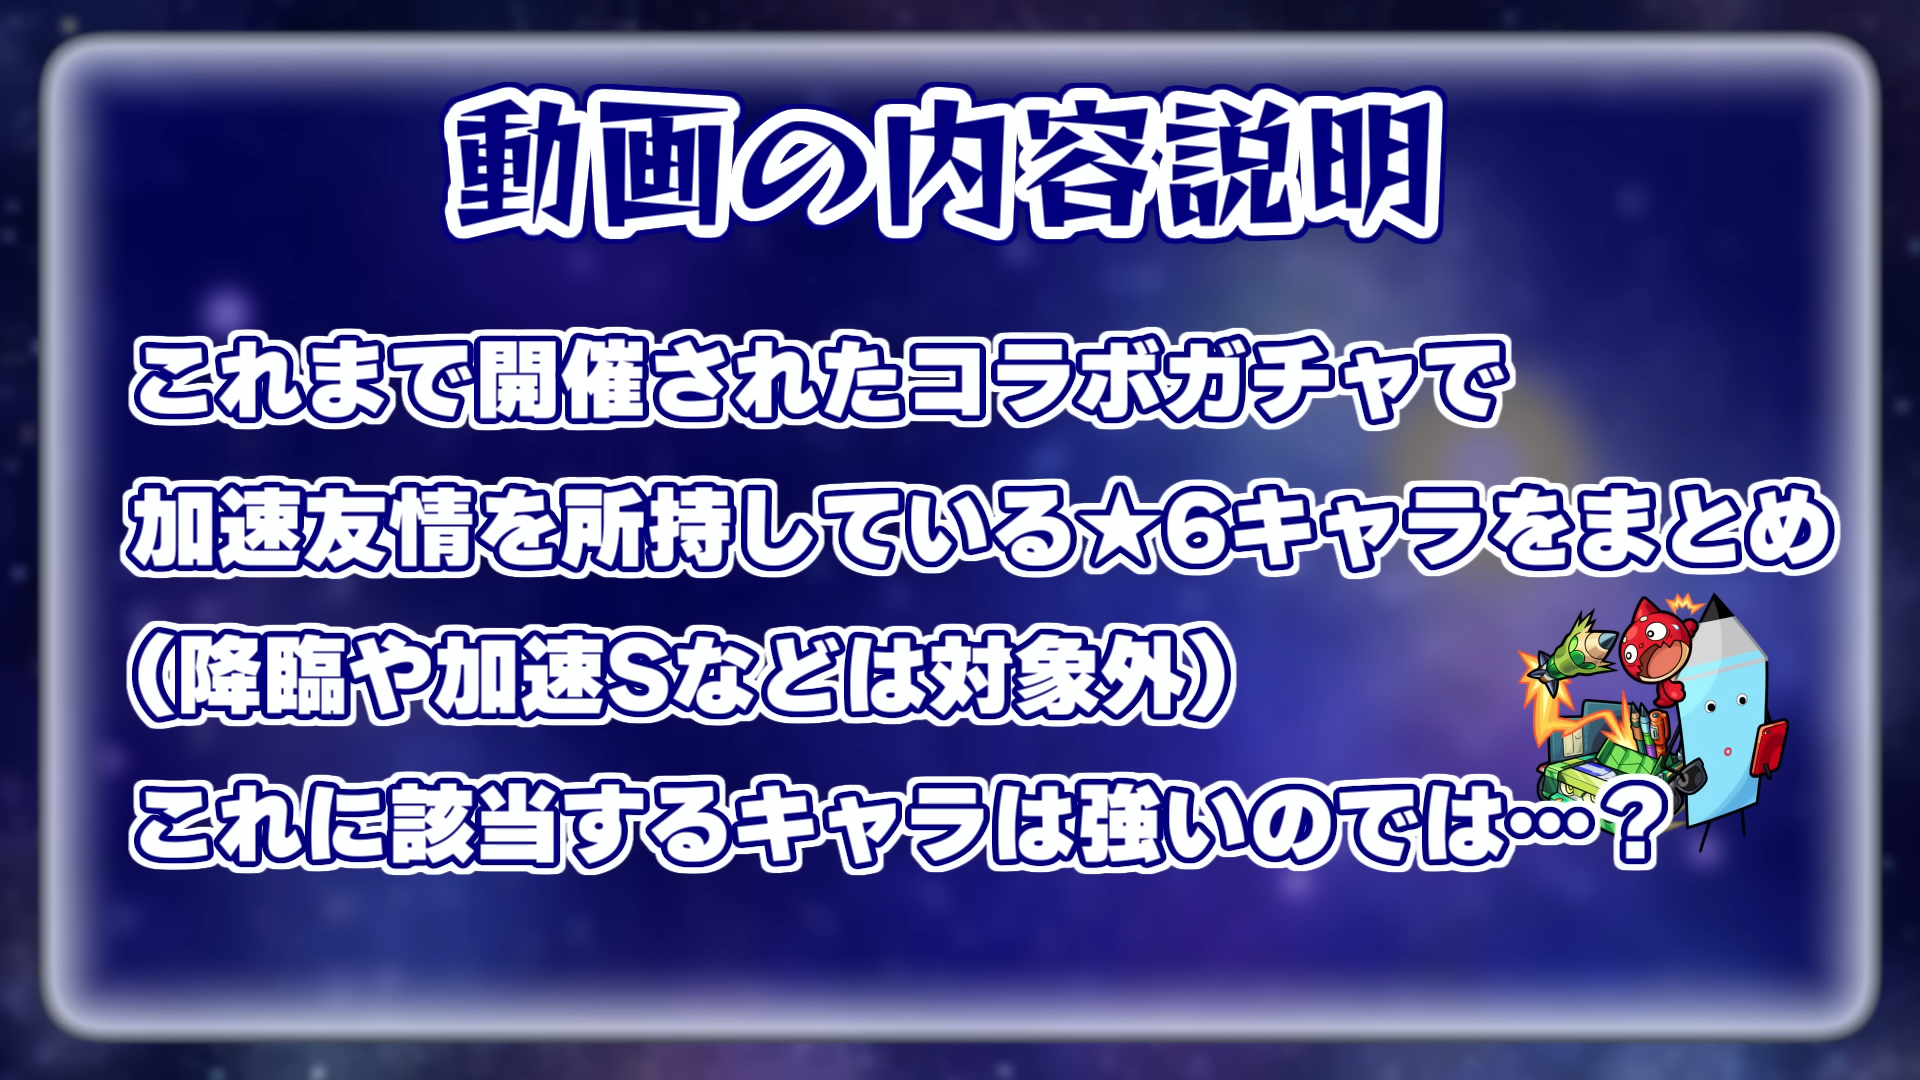 動画の内容説明
これまで開催されたコラボガチャで
加速友情を所持している★6キャラをまとめ
（降臨や加速Sなどは対象外）
これに該当するキャラは強いのでは…？